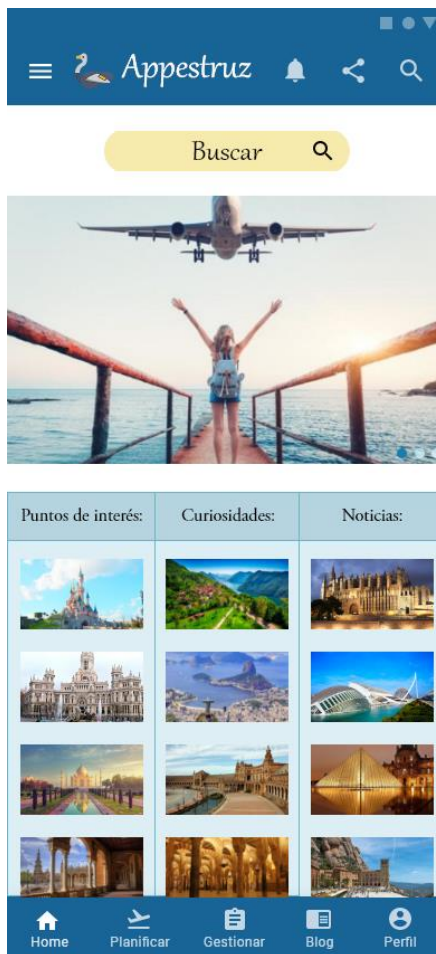 Appestruz
Buscar
Puntos de interés: Curiosidades: Noticias:
Home Planificar Gestionar Blog Perfil